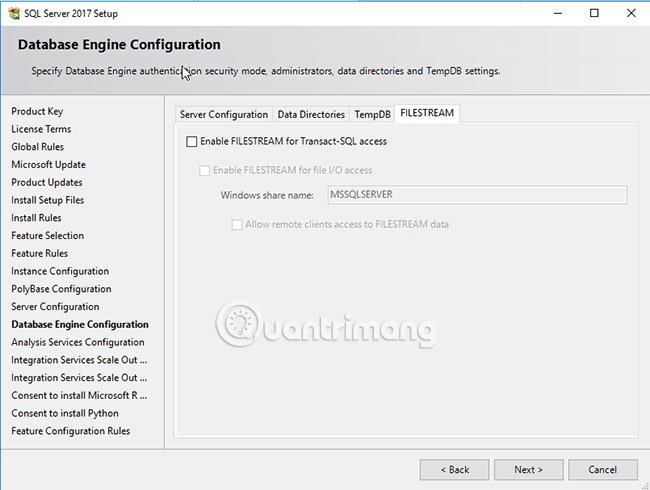 SQL Server 2017 Setup
Database Engine Configuration
Specify Database Engine authentication security mode, administrators, data directories and TempDB settings.
Product Key
License Terms
Global Rules
Microsoft Update
Product Updates
Install Setup Files
Install Rules
Feature Selection
Feature Rules
Instance Configuration
PolyBase Configuration
Server Configuration
Database Engine Configuration
Analysis Services Configuration
Integration Services Scale Out ...
Integration Services Scale Out ...
Consent to install Microsoft R ...
Consent to install Python
Feature Configuration Rules
Server Configuration Data Directories TempDB FILESTREAM
Enable FILESTREAM for Transact-SQL access
Enable FILESTREAM for file I/O access
Windows share name: MSSQLSERVER
Allow remote clients access to FILESTREAM data
Quantrimang
< Back Next > Cancel